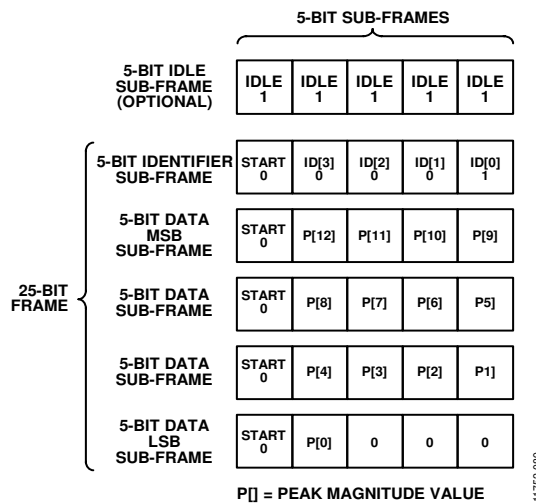 5-BIT SUB-FRAMES
5-BIT IDLE
SUB-FRAME
(OPTIONAL)
IDLE
1
IDLE
1
IDLE
1
IDLE
1
IDLE
1
25-BIT
FRAME
5-BIT IDENTIFIER
SUB-FRAME
START
0
ID[3]
0
ID[2]
0
ID[1]
0
ID[0]
1
5-BIT DATA
MSB
SUB-FRAME
START
0
P[12]
P[11]
P[10]
P[9]
5-BIT DATA
SUB-FRAME
START
0
P[8]
P[7]
P[6]
P5]
5-BIT DATA
SUB-FRAME
START
0
P[4]
P[3]
P[2]
P1]
5-BIT DATA
LSB
SUB-FRAME
START
0
P[0]
0
0
0
P[] = PEAK MAGNITUDE VALUE